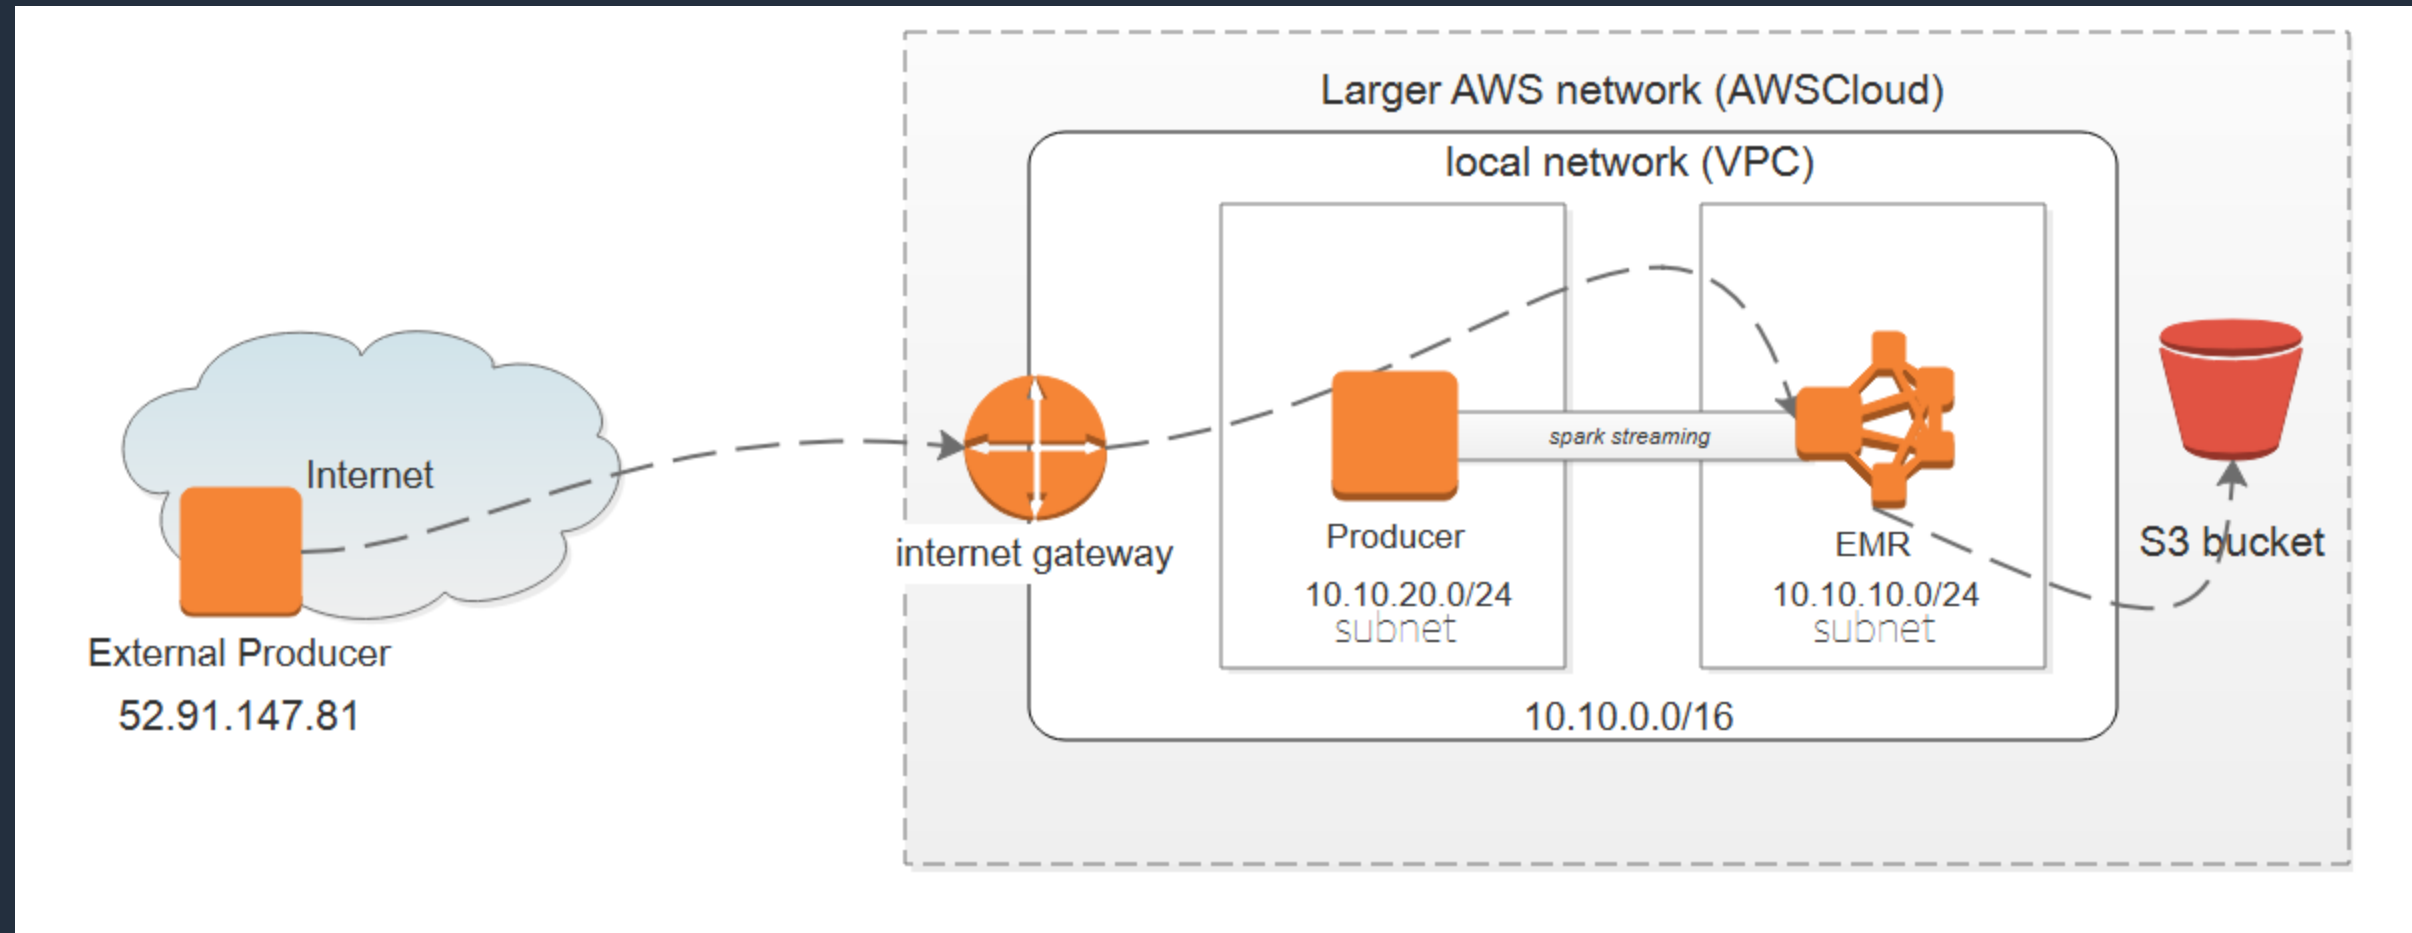 Larger AWS network (AWSCloud)
local network (VPC)
Internet
spark streaming
internet gateway
Producer
EMR
S3 bucket
10.10.20.0/24
subnet
10.10.10.0/24
subnet
External Producer
52.91.147.81
10.10.0.0/16